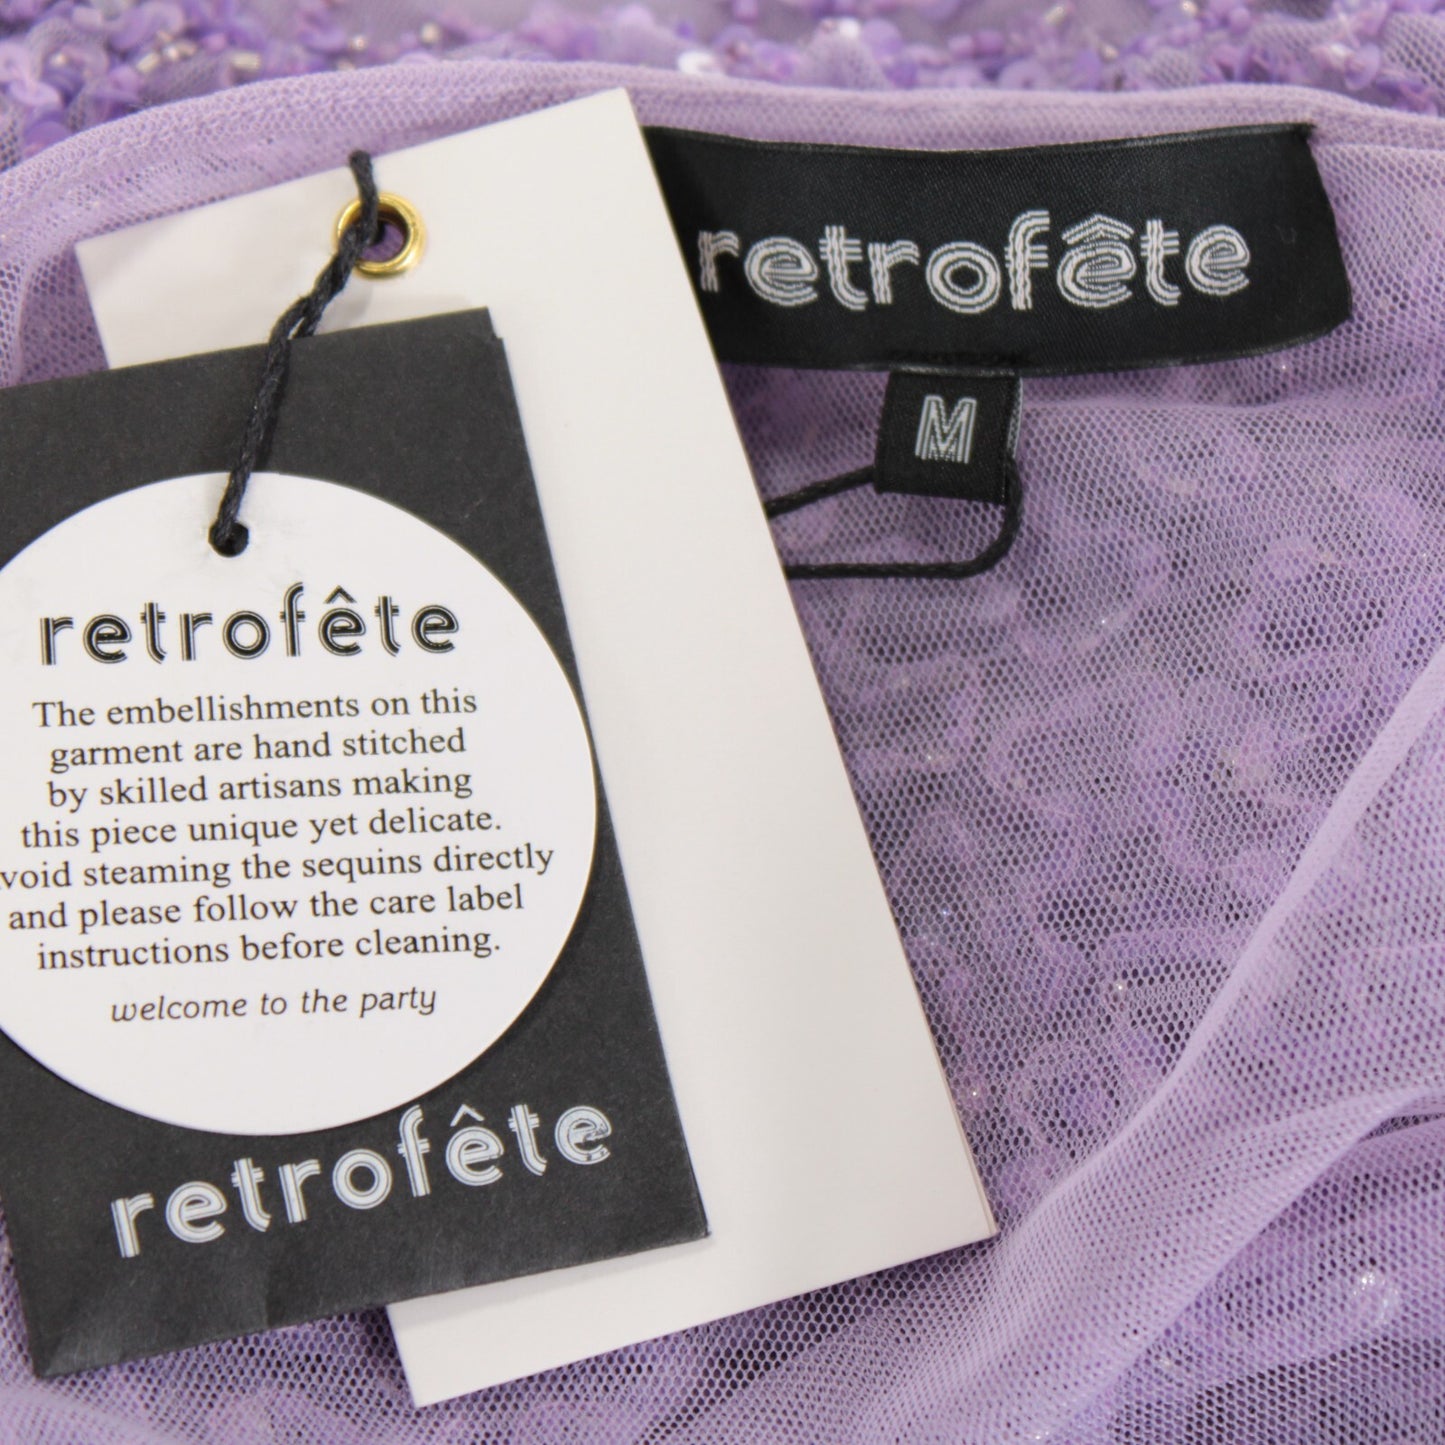 retrofête
M
retrofête
The embellishments on this
garment are hand stitched
by skilled artisans making
this piece unique yet delicate.
void steaming the sequins directly
and please follow the care label
instructions before cleaning.
welcome to the party
retrofête